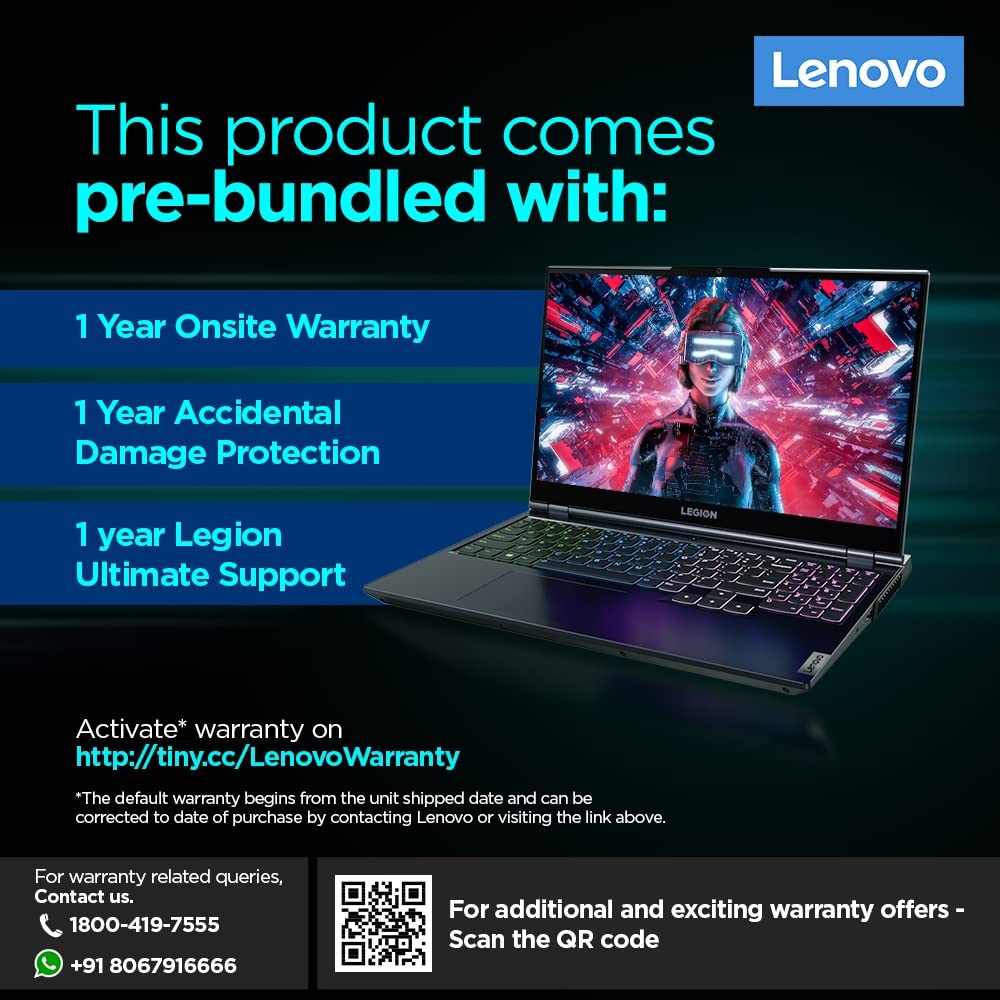 Lenovo
This product comes
pre-bundled with:
1 Year Onsite Warranty
1 Year Accidental
Damage Protection
1 year Legion
Ultimate Support
LEGION
Lenovo
Activate* warranty on
http://tiny.cc/LenovoWarranty
*The default warranty begins from the unit shipped date and can be
corrected to date of purchase by contacting Lenovo or visiting the link above.
For warranty related queries,
Contact us.
1800-419-7555
+91 8067916666
For additional and exciting warranty offers -
Scan the QR code